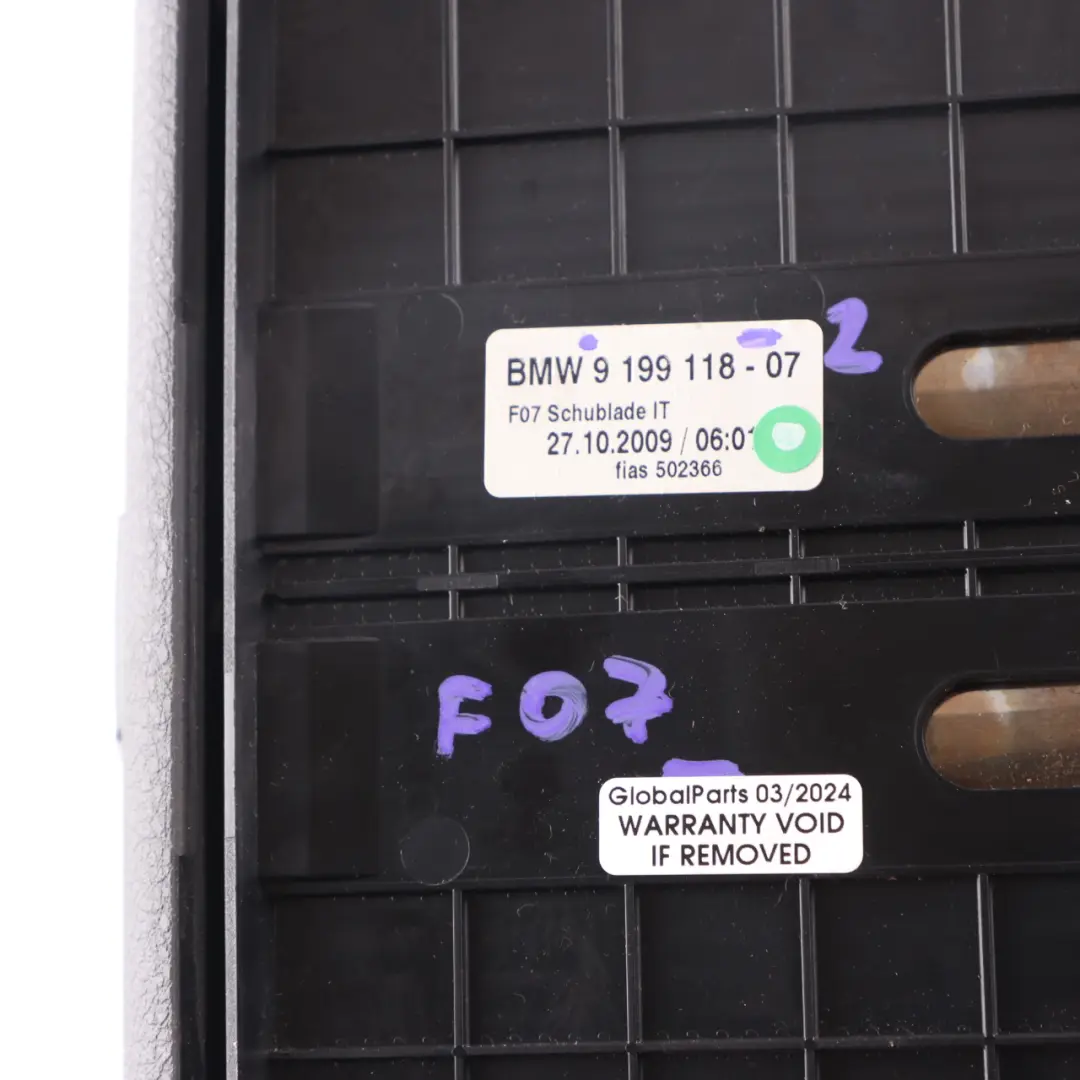 BMW 9 199 118 - 07
2
F07 Schublade IT
27.10.2009 / 06:01
fias 502366
F07
GlobalParts 03/2024
WARRANTY VOID
IF REMOVED